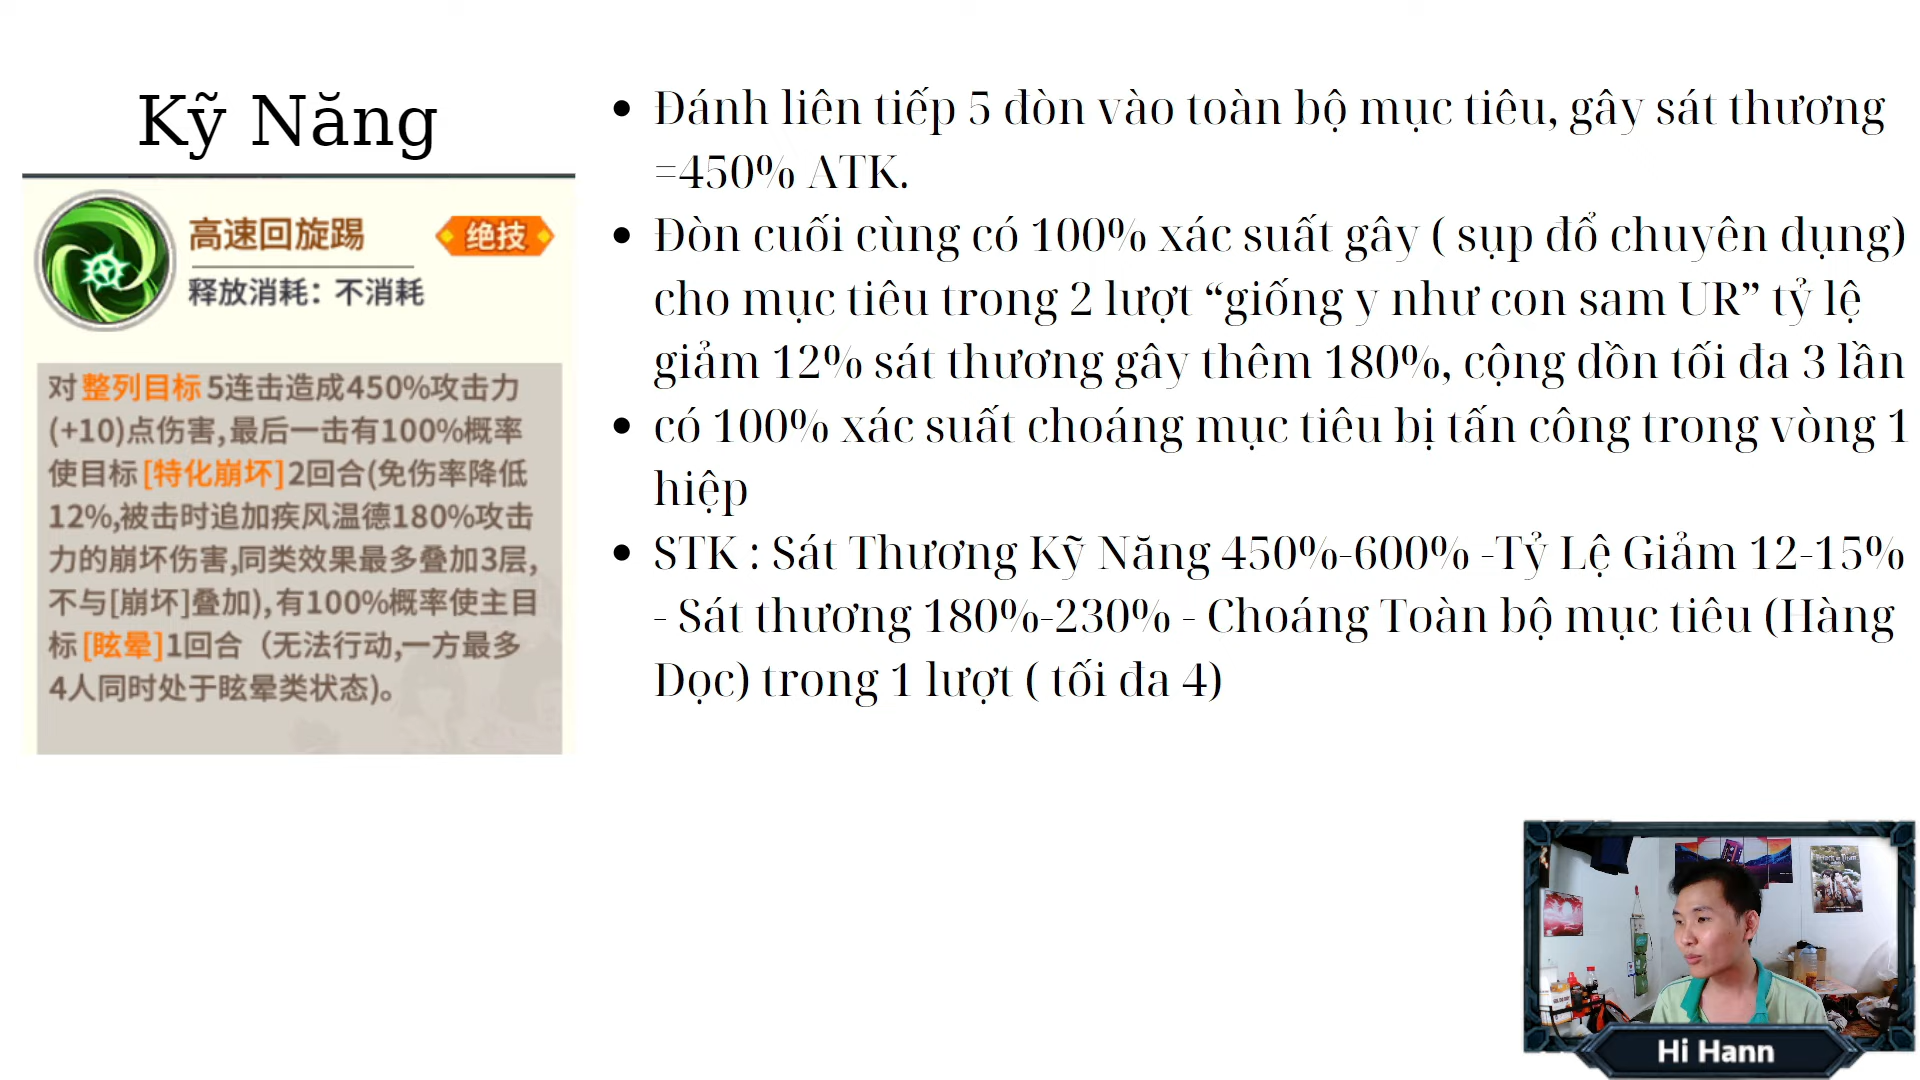 Kỹ Năng
高速回旋踢
绝技
释放消耗：不消耗
对整列目标5连击造成450%攻击力
(+10)点伤害,最后一击有100%概率
使目标[特化崩坏]2回合(免伤率降低
12%,被击时追加疾风温德180%攻击
力的崩坏伤害,同类效果最多叠加3层,
不与[崩坏]叠加),有100%概率使主目
标[眩晕]1回合（无法行动,一方最多
4人同时处于眩晕类状态)。
Đánh liên tiếp 5 đòn vào toàn bộ mục tiêu, gây sát thương
=450% ATK.
Đòn cuối cùng có 100% xác suất gây ( sụp đổ chuyên dụng)
cho mục tiêu trong 2 lượt “giống y như con sam UR” tỷ lệ
giảm 12% sát thương gây thêm 180%, cộng dồn tối đa 3 lần
có 100% xác suất choáng mục tiêu bị tấn công trong vòng 1
hiệp
STK : Sát Thương Kỹ Năng 450%-600% -Tỷ Lệ Giảm 12-15%
- Sát thương 180%-230% - Choáng Toàn bộ mục tiêu (Hàng
Dọc) trong 1 lượt ( tối đa 4)
Hi Hann